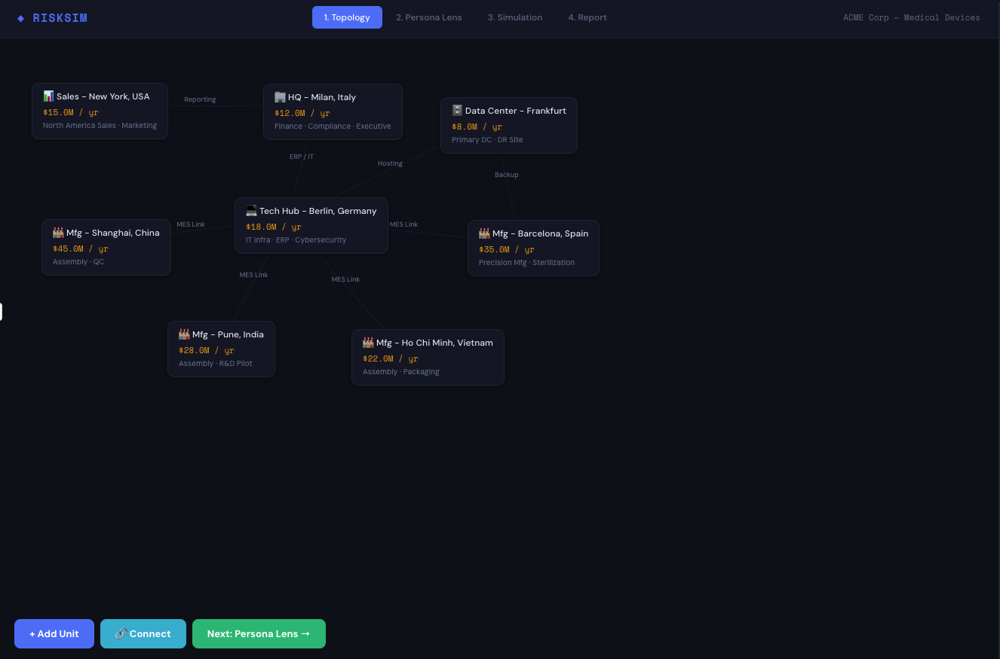 ◆ RISKSIM
1. Topology
2. Persona Lens
3. Simulation
4. Report
ACME Corp — Medical Devices
Sales - New York, USA
$15.0M / yr
North America Sales · Marketing
Reporting
HQ - Milan, Italy
$12.0M / yr
Finance · Compliance · Executive
Data Center - Frankfurt
$8.0M / yr
Primary DC · DR Site
ERP / IT
Hosting
Backup
Tech Hub - Berlin, Germany
$18.0M / yr
IT Infra · ERP · Cybersecurity
MES Link
MES Link
Mfg - Shanghai, China
$45.0M / yr
Assembly · QC
Mfg - Barcelona, Spain
$35.0M / yr
Precision Mfg · Sterilization
MES Link
MES Link
Mfg - Pune, India
$28.0M / yr
Assembly · R&D Pilot
Mfg - Ho Chi Minh, Vietnam
$22.0M / yr
Assembly · Packaging
+ Add Unit
Connect
Next: Persona Lens →